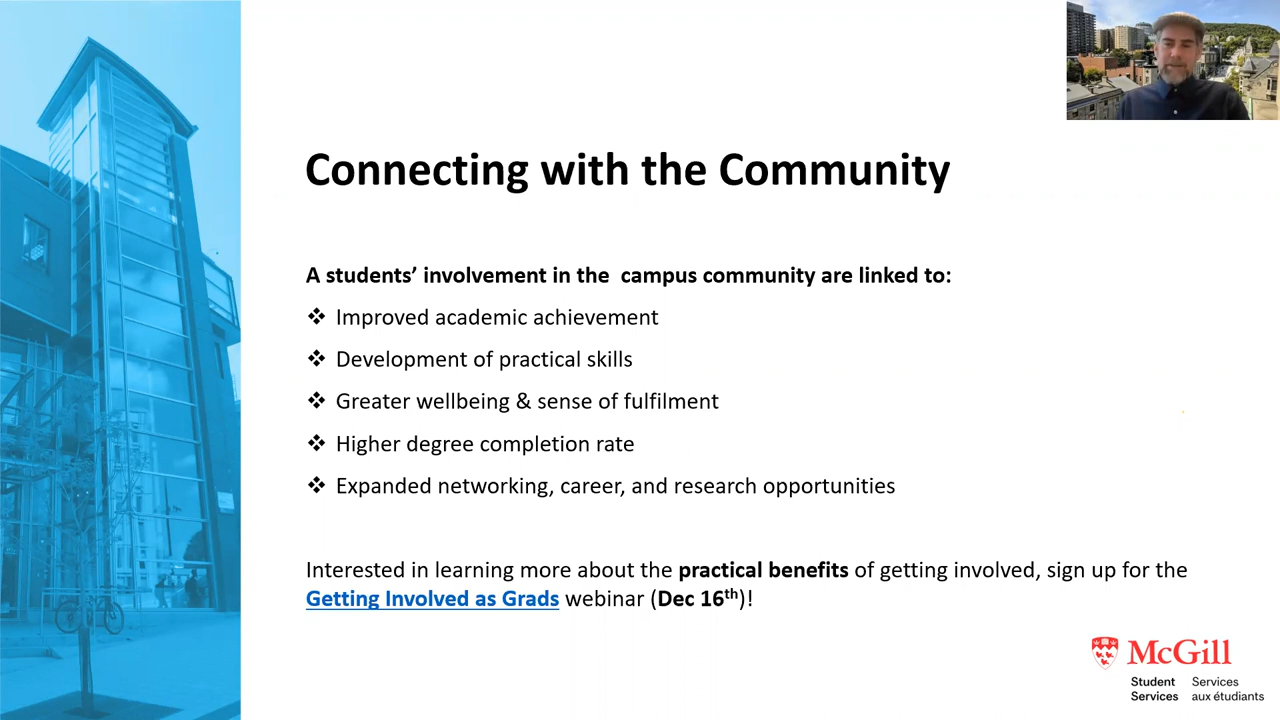 Connecting with the Community
A students’ involvement in the  campus community are linked to:
❖ Improved academic achievement
❖ Development of practical skills
❖ Greater wellbeing & sense of fulfilment
❖ Higher degree completion rate
❖ Expanded networking, career, and research opportunities
Interested in learning more about the practical benefits of getting involved, sign up for the
Getting Involved as Grads webinar (Dec 16th)!
McGill
Student Services
Services aux étudiants